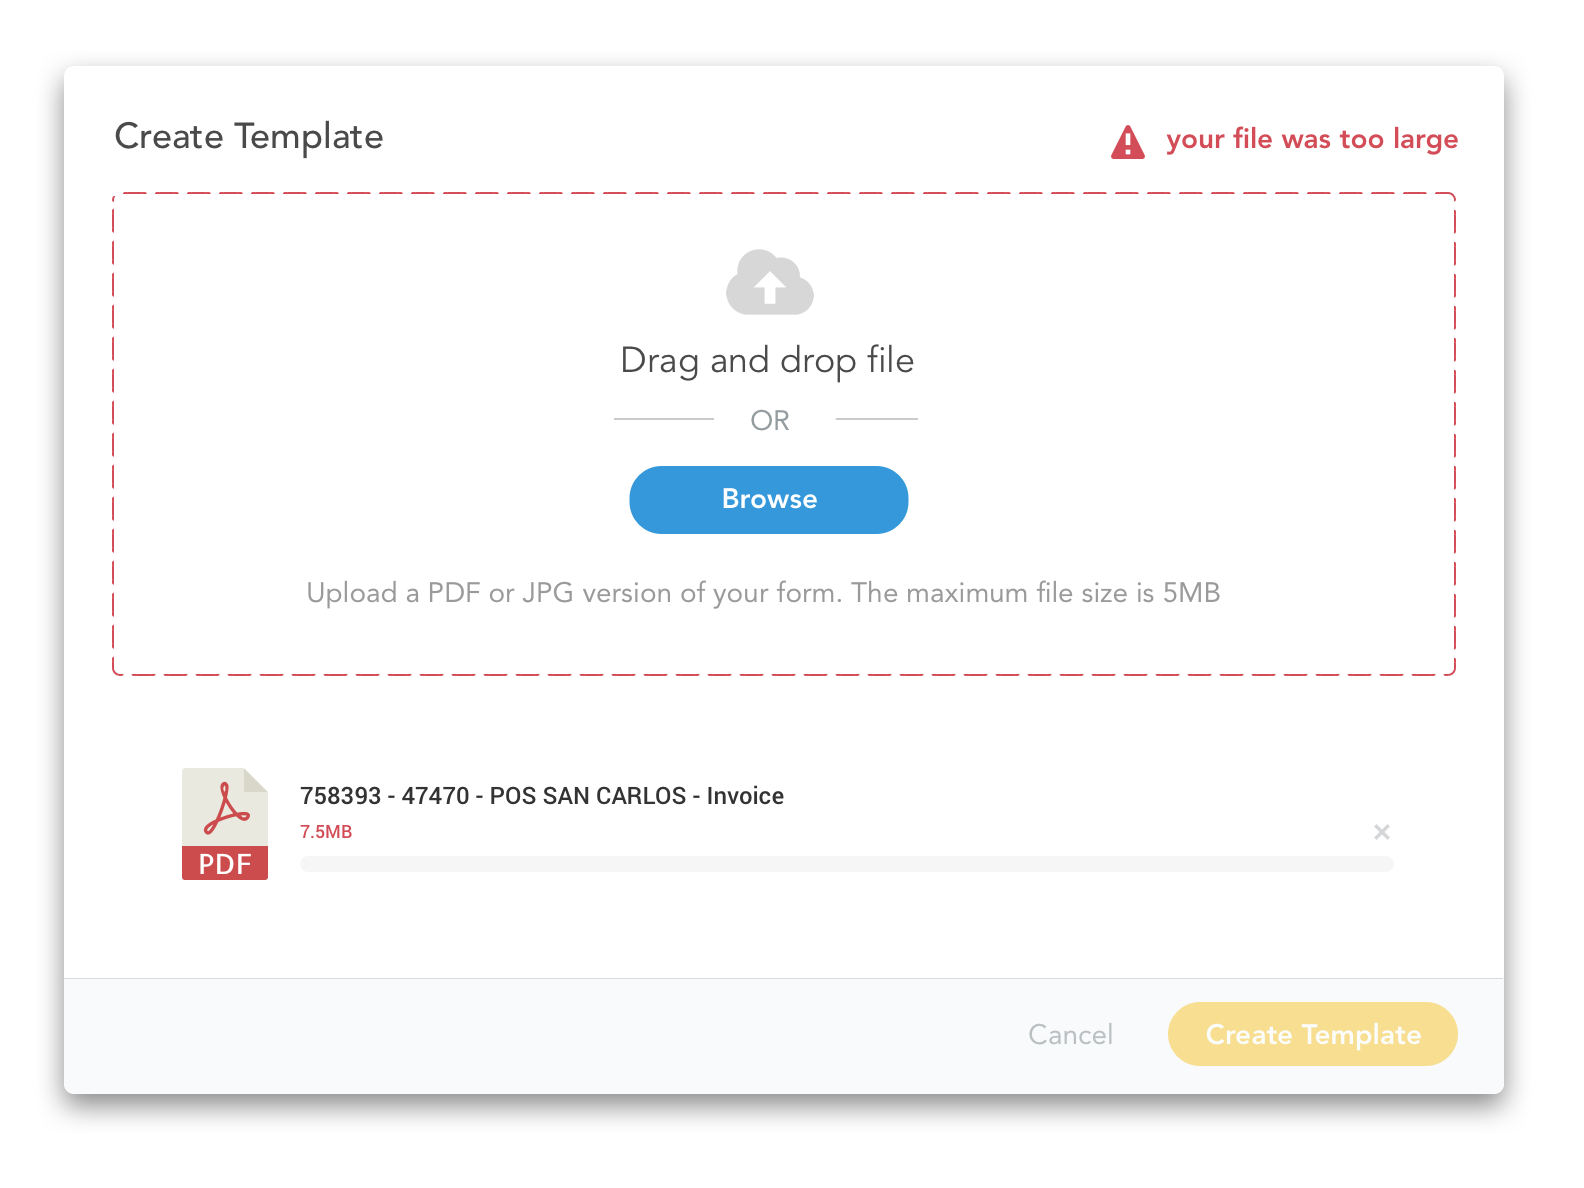 Create Template
your file was too large
Drag and drop file
OR
Browse
Upload a PDF or JPG version of your form. The maximum file size is 5MB
758393 - 47470 - POS SAN CARLOS - Invoice
7.5MB
PDF
Cancel
Create Template